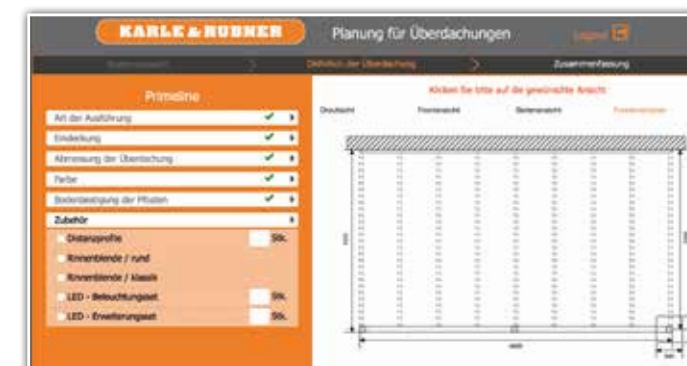 KARLE & RUBNER
Planung für Überdachungen
Logout
Definition der Überdachung
Zusammenfassung
Primeline
Art der Ausführung
Eindeckung
Abmessung der Überdachung
Farbe
Bodenbefestigung der Pfosten
Zubehör
Distanzprofile Stk.
Rinnenblende / rund
Rinnenblende / klassik
LED - Beleuchtungsset Stk.
LED - Erweiterungsset Stk.
Klicken Sie bitte auf die gewünschte Ansicht
Draufsicht
Frontansicht
Seitenansicht